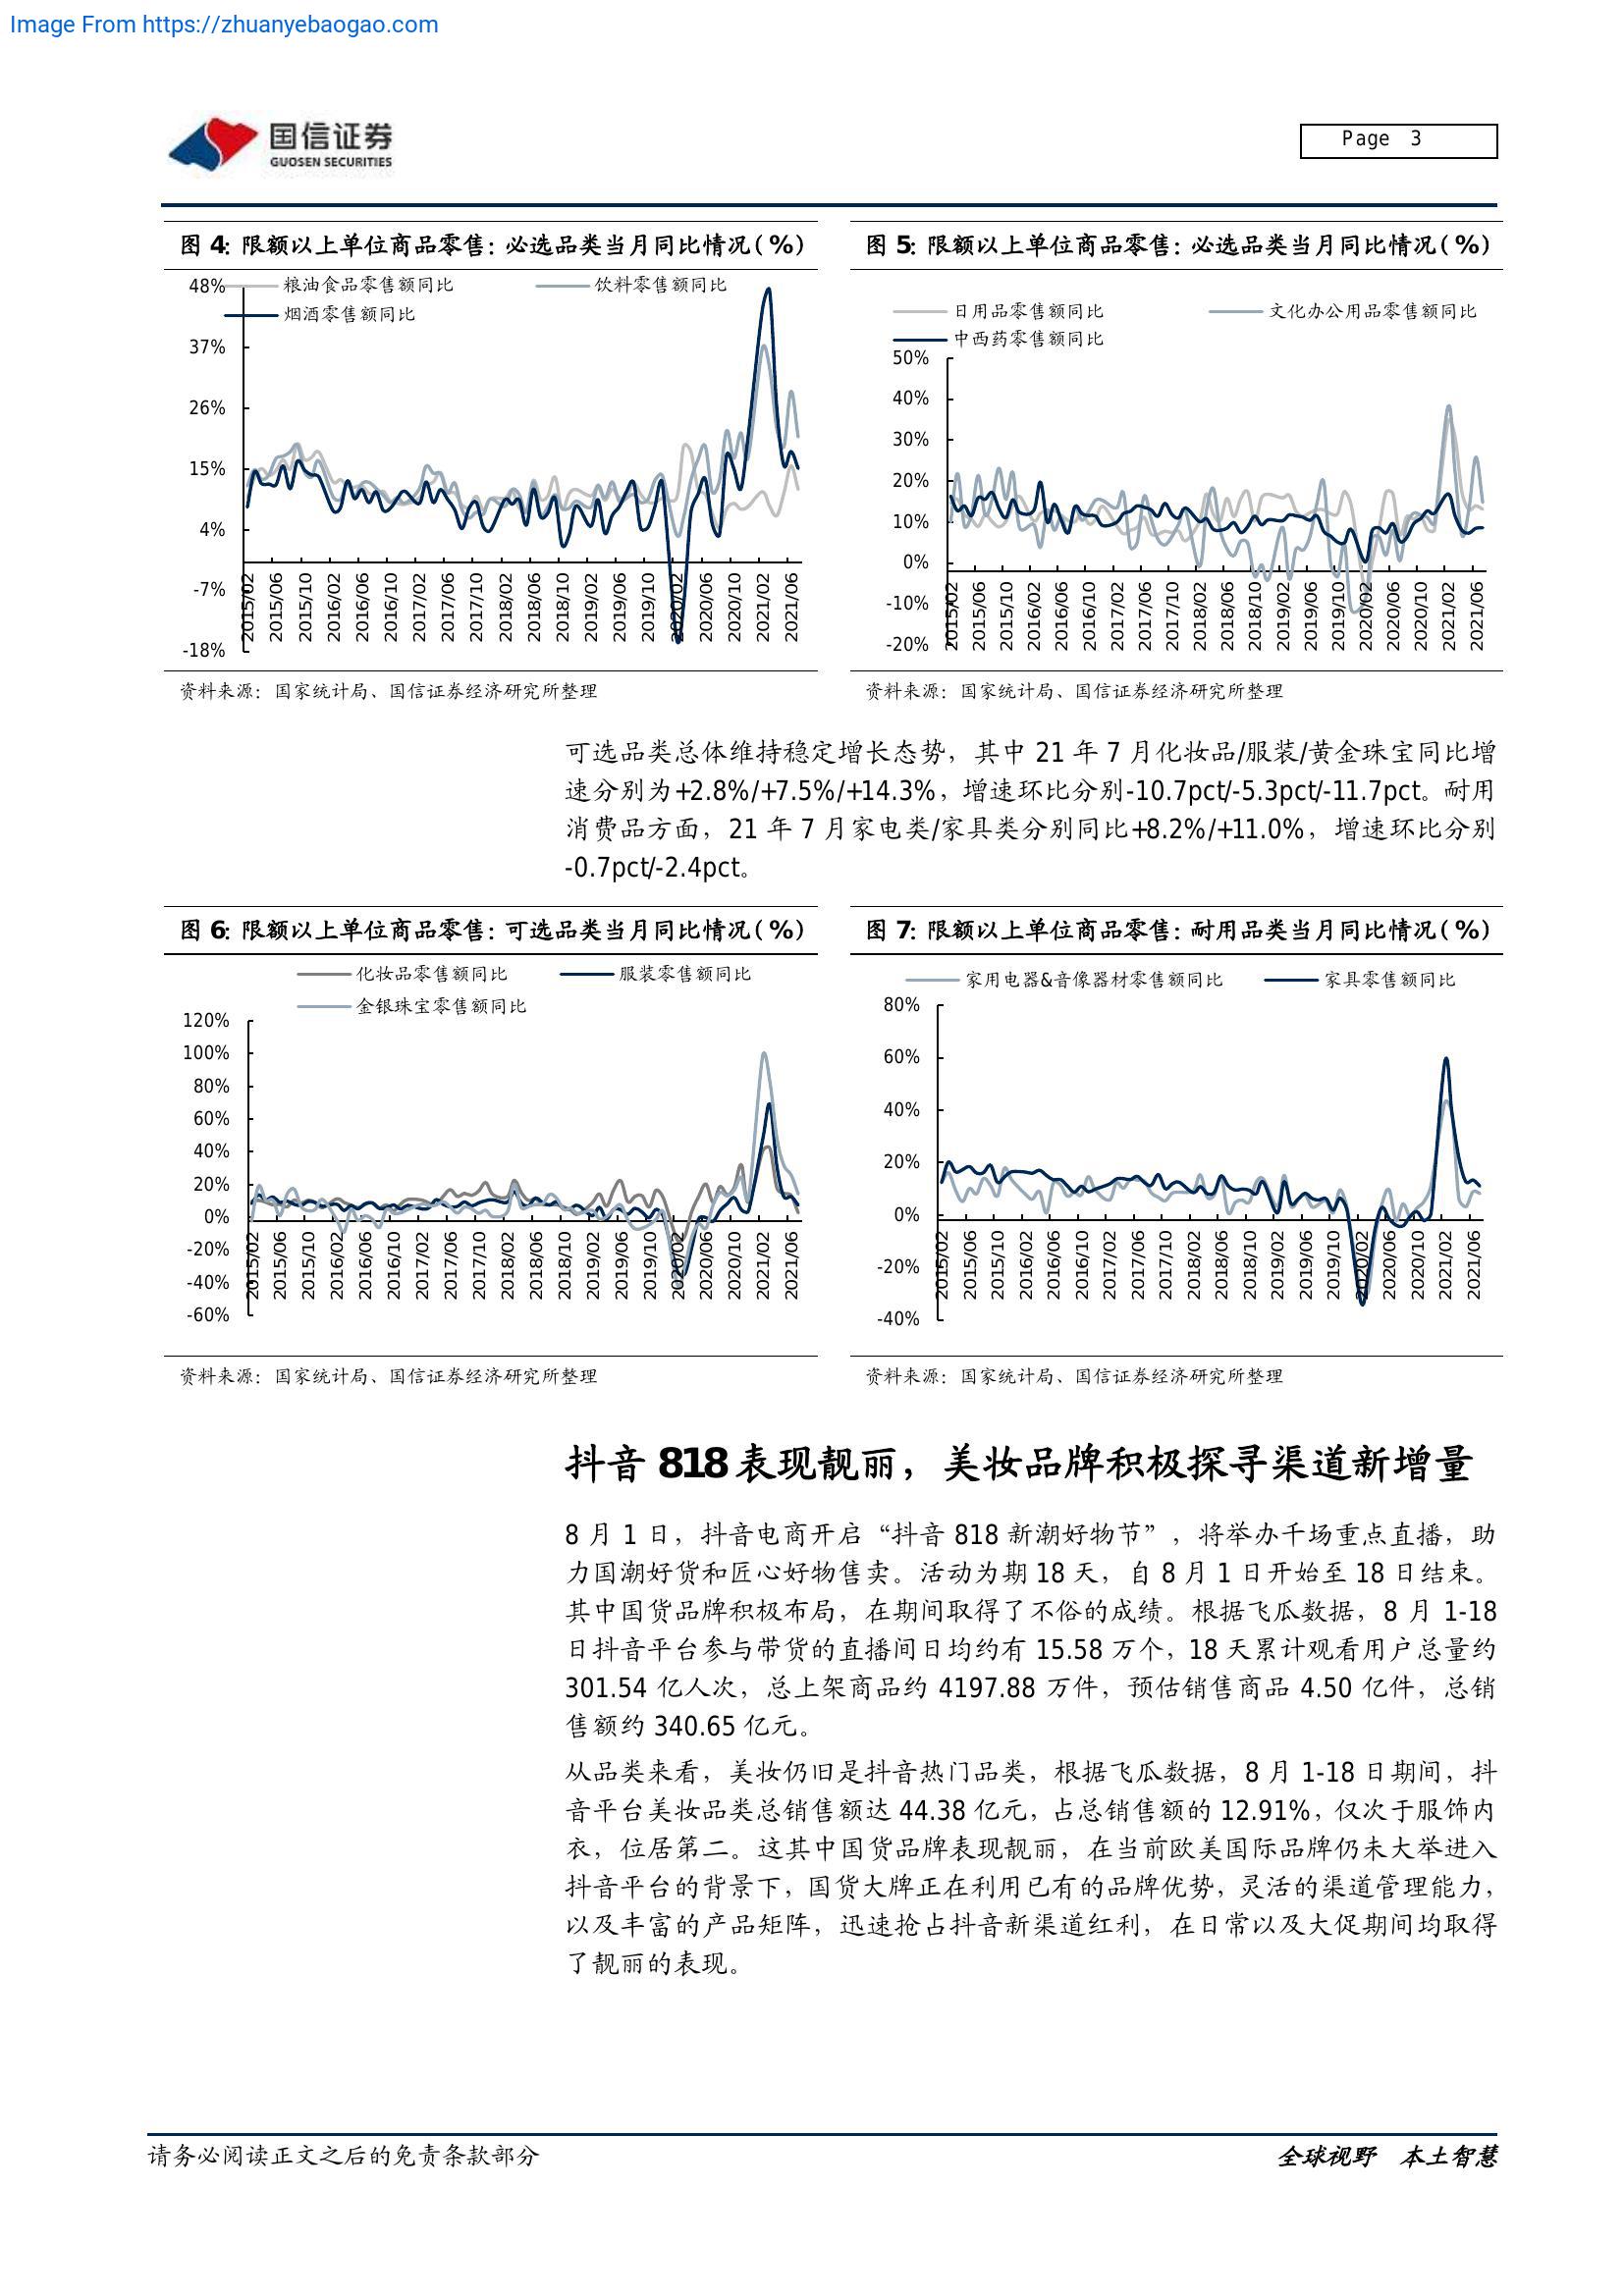 Image From https://zhuanyebaogao.com
国信证券
GUOSEN SECURITIES
Page 3
图 4: 限额以上单位商品零售: 必选品类当月同比情况(%)
粮油食品零售额同比
饮料零售额同比
烟酒零售额同比
48%
37%
26%
15%
4%
-7%
-18%
2015/02
2015/06
2015/10
2016/02
2016/06
2016/10
2017/02
2017/06
2017/10
2018/02
2018/06
2018/10
2019/02
2019/06
2019/10
2020/02
2020/06
2020/10
2021/02
2021/06
资料来源: 国家统计局、国信证券经济研究所整理
图 5: 限额以上单位商品零售: 必选品类当月同比情况(%)
日用品零售额同比
文化办公用品零售额同比
中西药零售额同比
50%
40%
30%
20%
10%
0%
-10%
-20%
2015/02
2015/06
2015/10
2016/02
2016/06
2016/10
2017/02
2017/06
2017/10
2018/02
2018/06
2018/10
2019/02
2019/06
2019/10
2020/02
2020/06
2020/10
2021/02
2021/06
资料来源: 国家统计局、国信证券经济研究所整理
可选品类总体维持稳定增长态势，其中 21 年 7 月化妆品/服装/黄金珠宝同比增
速分别为+2.8%/+7.5%/+14.3%，增速环比分别-10.7pct/-5.3pct/-11.7pct。耐用
消费品方面，21 年 7 月家电类/家具类分别同比+8.2%/+11.0%，增速环比分别
-0.7pct/-2.4pct。
图 6: 限额以上单位商品零售: 可选品类当月同比情况(%)
化妆品零售额同比
服装零售额同比
金银珠宝零售额同比
120%
100%
80%
60%
40%
20%
0%
-20%
-40%
-60%
2015/02
2015/06
2015/10
2016/02
2016/06
2016/10
2017/02
2017/06
2017/10
2018/02
2018/06
2018/10
2019/02
2019/06
2019/10
2020/02
2020/06
2020/10
2021/02
2021/06
资料来源: 国家统计局、国信证券经济研究所整理
图 7: 限额以上单位商品零售: 耐用品类当月同比情况(%)
家用电器&音像器材零售额同比
家具零售额同比
80%
60%
40%
20%
0%
-20%
-40%
2015/02
2015/06
2015/10
2016/02
2016/06
2016/10
2017/02
2017/06
2017/10
2018/02
2018/06
2018/10
2019/02
2019/06
2019/10
2020/02
2020/06
2020/10
2021/02
2021/06
资料来源: 国家统计局、国信证券经济研究所整理
抖音 818 表现靓丽，美妆品牌积极探寻渠道新增量
8 月 1 日，抖音电商开启“抖音 818 新潮好物节”，将举办千场重点直播，助
力国潮好货和匠心好物售卖。活动为期 18 天，自 8 月 1 日开始至 18 日结束。
其中国货品牌积极布局，在期间取得了不俗的成绩。根据飞瓜数据，8 月 1-18
日抖音平台参与带货的直播间日均约有 15.58 万个，18 天累计观看用户总量约
301.54 亿人次，总上架商品约 4197.88 万件，预估销售商品 4.50 亿件，总销
售额约 340.65 亿元。
从品类来看，美妆仍旧是抖音热门品类，根据飞瓜数据，8 月 1-18 日期间，抖
音平台美妆品类总销售额达 44.38 亿元，占总销售额的 12.91%，仅次于服饰内
衣，位居第二。这其中国货品牌表现靓丽，在当前欧美国际品牌仍未大举进入
抖音平台的背景下，国货大牌正在利用已有的品牌优势，灵活的渠道管理能力，
以及丰富的产品矩阵，迅速抢占抖音新渠道红利，在日常以及大促期间均取得
了靓丽的表现。
请务必阅读正文之后的免责条款部分
全球视野 本土智慧